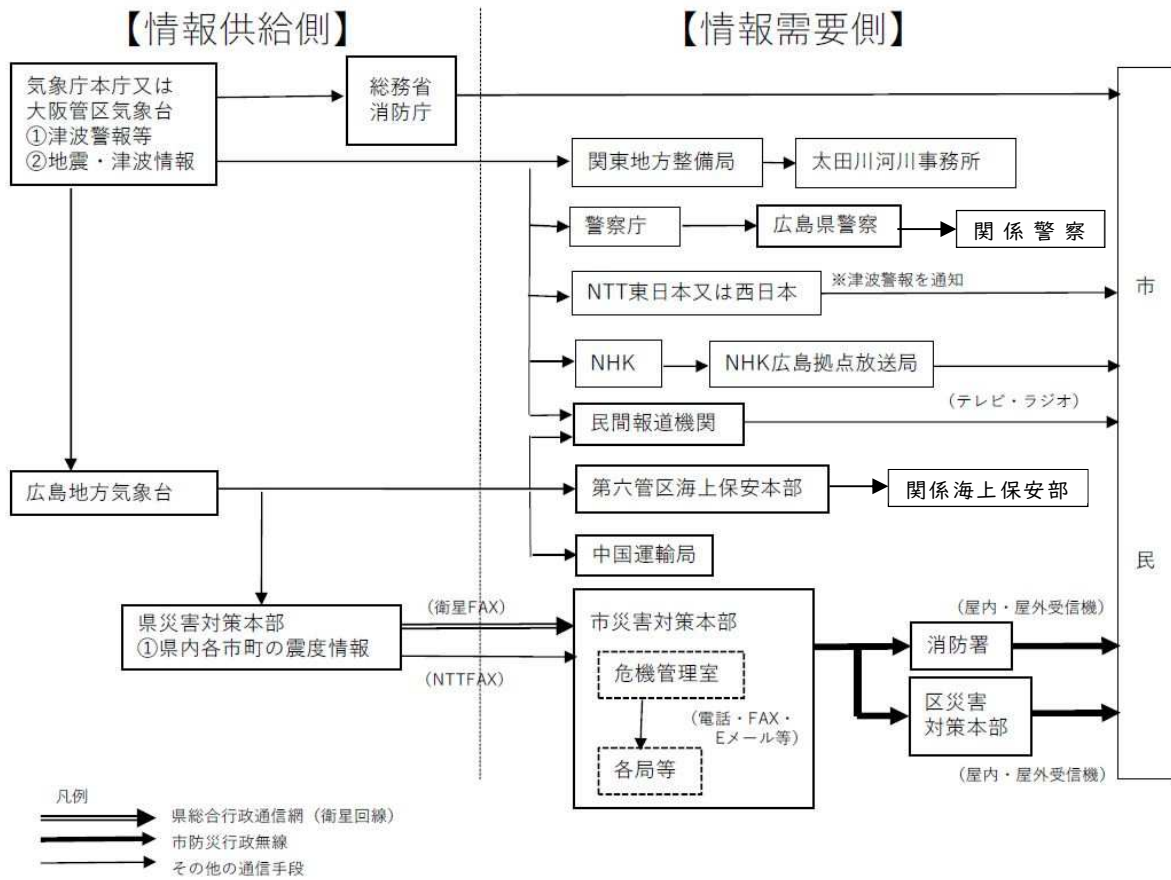 【情報供給側】
【情報需要側】
気象庁本庁又は
大阪管区気象台
①津波警報等
②地震・津波情報
総務省
消防庁
関東地方整備局
太田川河川事務所
警察庁
広島県警察
関係警察
NTT東日本又は西日本
※津波警報を通知
NHK
NHK広島拠点放送局
民間報道機関
(テレビ・ラジオ)
広島地方気象台
第六管区海上保安本部
関係海上保安部
中国運輸局
市
民
県災害対策本部
①県内各市町の震度情報
(衛星FAX)
(NTTFAX)
市災害対策本部
危機管理室
(電話・FAX・
Eメール等)
各局等
(屋内・屋外受信機)
消防署
区災害
対策本部
(屋内・屋外受信機)
凡例
県総合行政通信網(衛星回線)
市防災行政無線
その他の通信手段